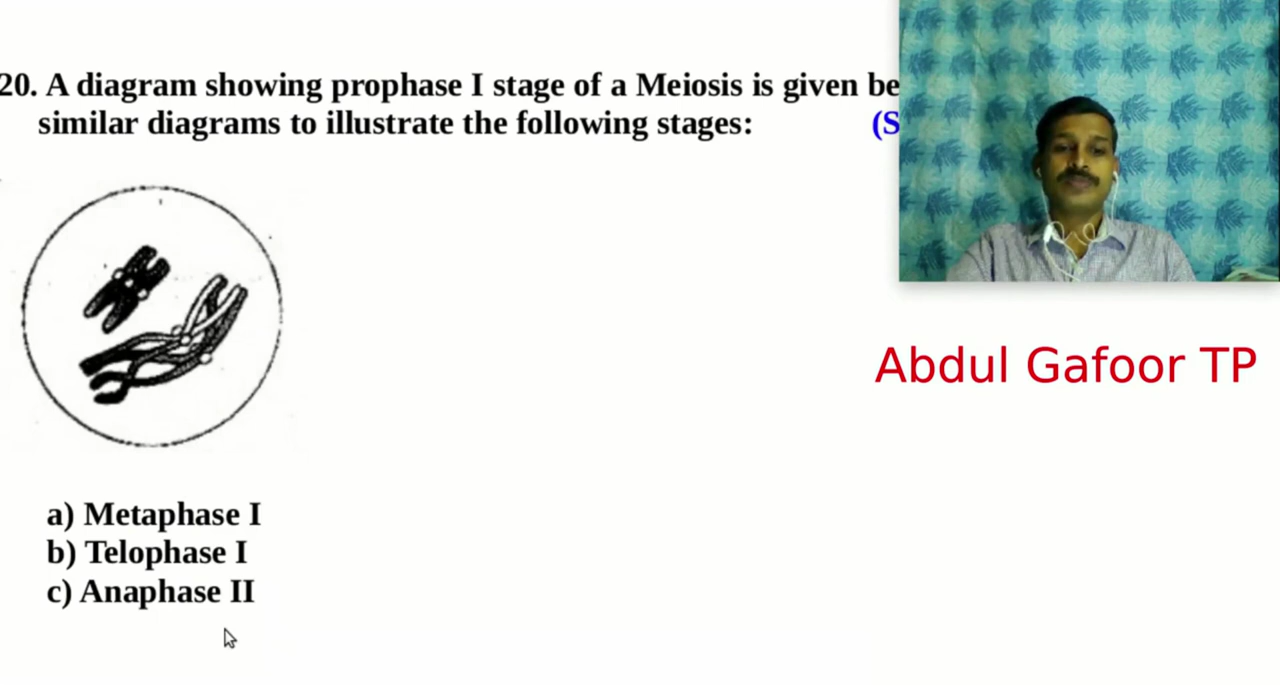 20. A diagram showing prophase I stage of a Meiosis is given be
similar diagrams to illustrate the following stages:
(S
Abdul Gafoor TP
a) Metaphase I
b) Telophase I
c) Anaphase II